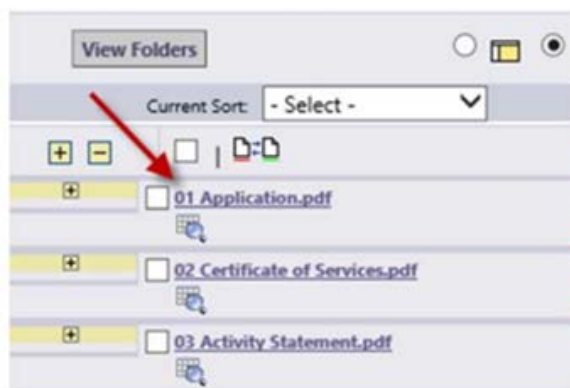 View Folders
Current Sort: - Select -
01 Application.pdf
02 Certificate of Services.pdf
03 Activity Statement.pdf